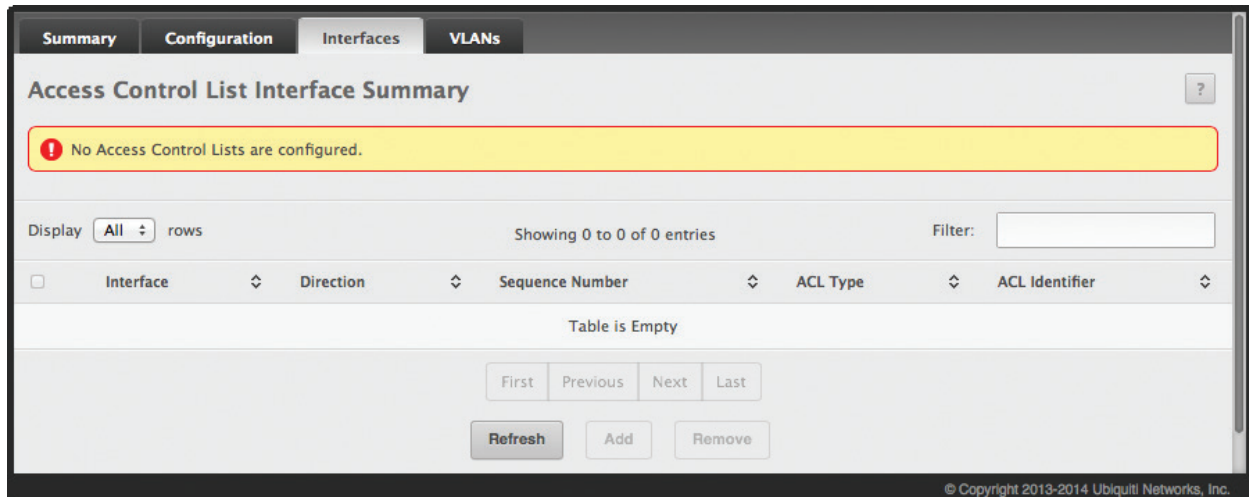 Summary Configuration Interfaces VLANs
Access Control List Interface Summary ?
No Access Control Lists are configured.
Display All rows Showing 0 to 0 of 0 entries Filter:
Interface Direction Sequence Number ACL Type ACL Identifier
Table is Empty
First Previous Next Last
Refresh Add Remove
© Copyright 2013-2014 Ubiquiti Networks, Inc.